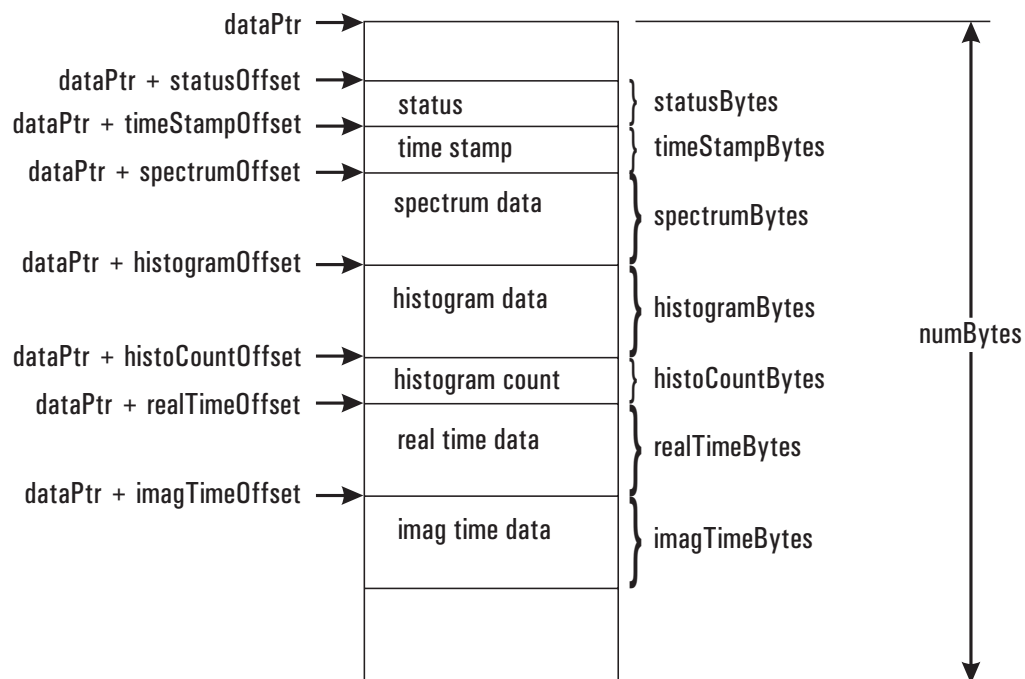 dataPtr
dataPtr + statusOffset
status
statusBytes
dataPtr + timeStampOffset
time stamp
timeStampBytes
dataPtr + spectrumOffset
spectrum data
spectrumBytes
dataPtr + histogramOffset
histogram data
histogramBytes
numBytes
dataPtr + histoCountOffset
histogram count
histoCountBytes
dataPtr + realTimeOffset
real time data
realTimeBytes
dataPtr + imagTimeOffset
imag time data
imagTimeBytes